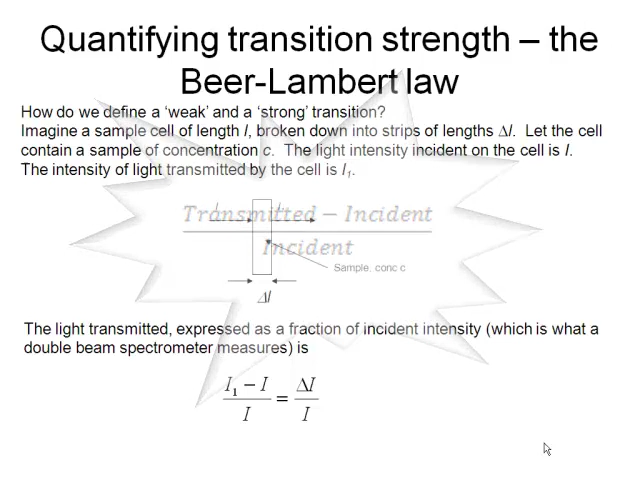 Quantifying transition strength – the
Beer-Lambert law
How do we define a ‘weak’ and a ‘strong’ transition?
Imagine a sample cell of length l, broken down into strips of lengths Δl. Let the cell
contain a sample of concentration c. The light intensity incident on the cell is I.
The intensity of light transmitted by the cell is I₁.
Transmitted − Incident
Incident
Sample, conc c
Δl
The light transmitted, expressed as a fraction of incident intensity (which is what a
double beam spectrometer measures) is
I₁ − I / I = ΔI / I